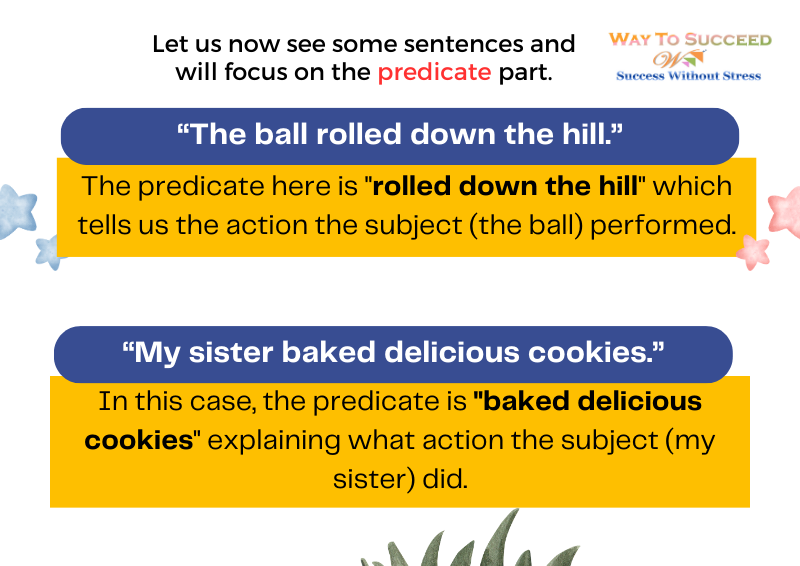 Let us now see some sentences and
will focus on the predicate part.
WAY TO SUCCEED
Success Without Stress
“The ball rolled down the hill.”
The predicate here is "rolled down the hill" which
tells us the action the subject (the ball) performed.
“My sister baked delicious cookies.”
In this case, the predicate is "baked delicious
cookies" explaining what action the subject (my
sister) did.